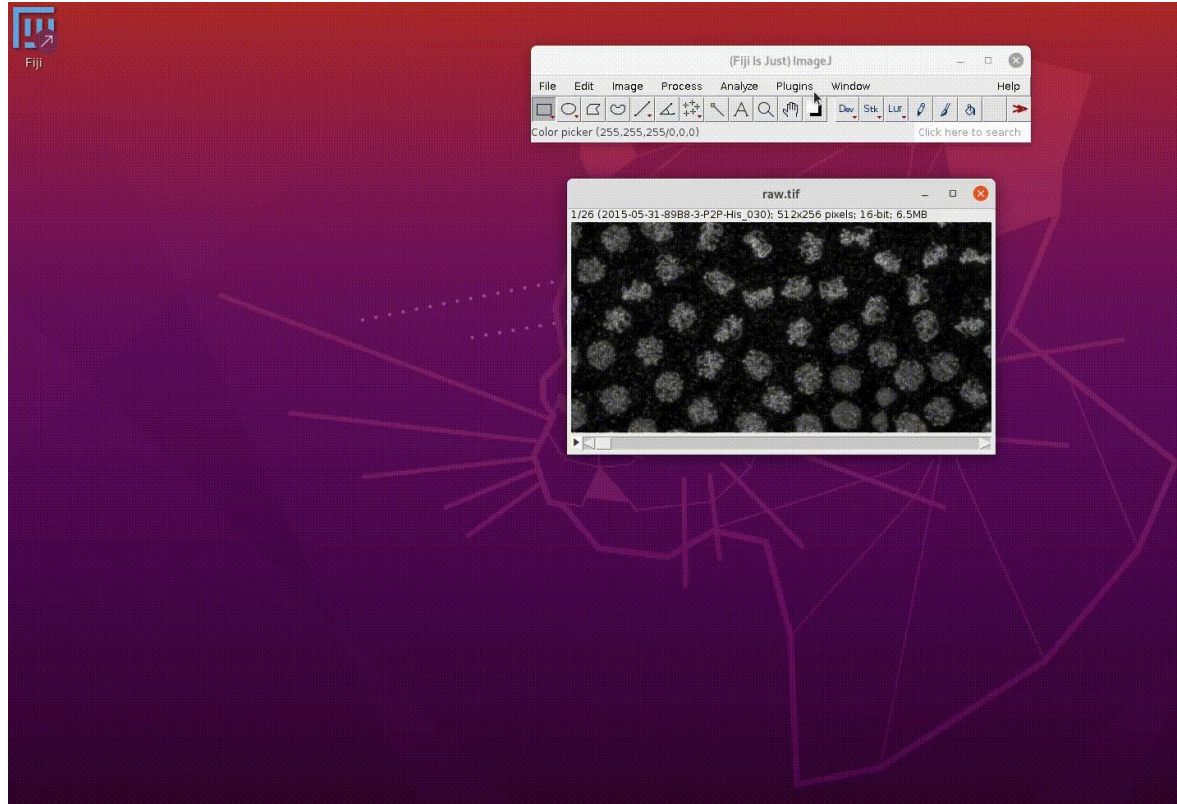 Fiji
(Fiji Is Just) ImageJ
File Edit Image Process Analyze Plugins Window Help
Dev Stk LUT
Color picker (255,255,255/0,0,0) Click here to search
raw.tif
1/26 (2015-05-31-89B8-3-P2P-His_030); 512x256 pixels; 16-bit; 6.5MB